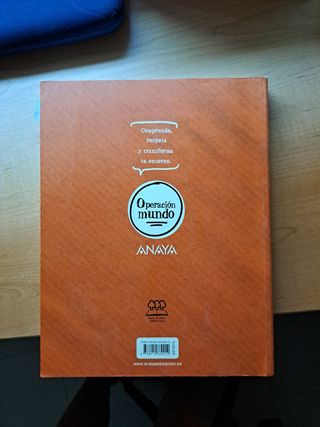 Comprende,
respeta
y transforma
tu entorno.
Operación
mundo
ANAYA
www.anayaeducacion.es